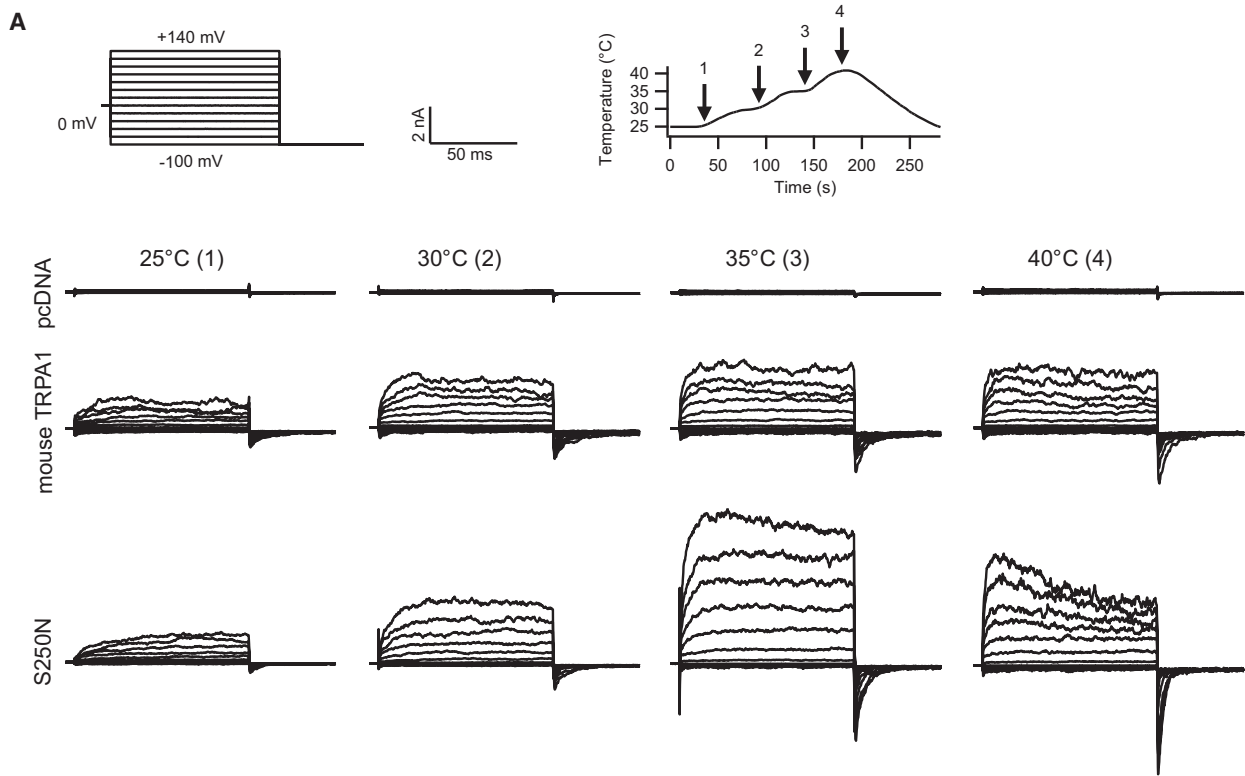 A
+140 mV
0 mV
-100 mV
2 nA
50 ms
Temperature (°C)
40
35
30
25
1
2
3
4
0
50
100
150
200
250
Time (s)
25°C (1)
30°C (2)
35°C (3)
40°C (4)
pcDNA
mouse TRPA1
S250N